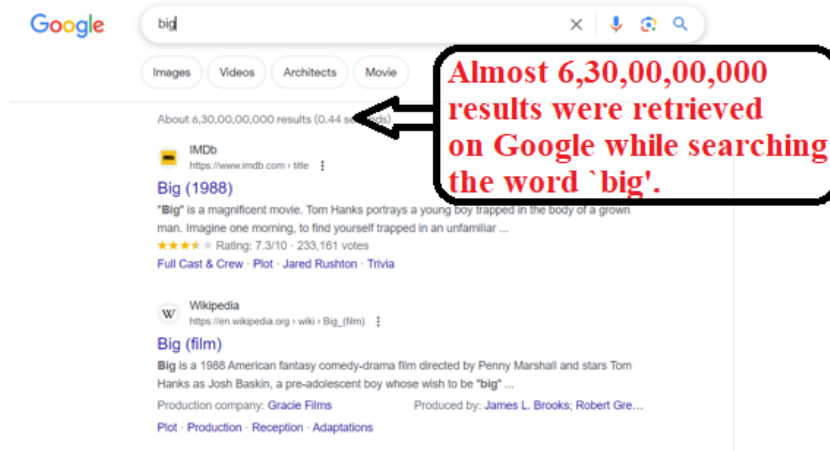 Google
big
Images Videos Architects Movie
About 6,30,00,00,000 results (0.44 seconds)
Almost 6,30,00,00,000
results were retrieved
on Google while searching
the word `big'.
IMDb
https://www.imdb.com › title
Big (1988)
"Big" is a magnificent movie. Tom Hanks portrays a young boy trapped in the body of a grown
man. Imagine one morning, to find yourself trapped in an unfamiliar ...
Rating: 7.3/10 · 233,161 votes
Full Cast & Crew · Plot · Jared Rushton · Trivia
W
Wikipedia
https://en.wikipedia.org › wiki › Big_(film)
Big (film)
Big is a 1988 American fantasy comedy-drama film directed by Penny Marshall and stars Tom
Hanks as Josh Baskin, a pre-adolescent boy whose wish to be "big" ...
Production company: Gracie Films Produced by: James L. Brooks; Robert Gre...
Plot · Production · Reception · Adaptations